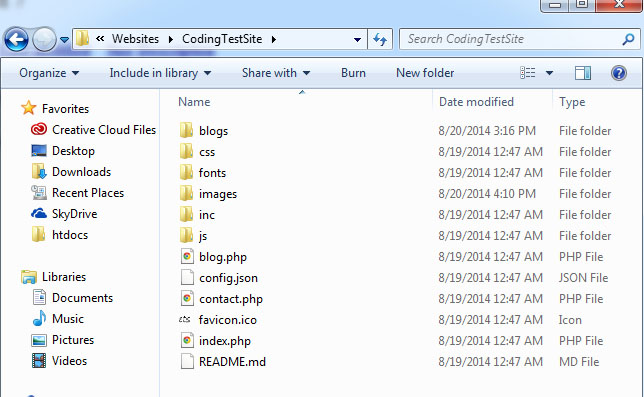 « Websites ▸ CodingTestSite ▸
Search CodingTestSite
Organize Include in library Share with Burn New folder
Name Date modified Type
Favorites
Creative Cloud Files
Desktop
Downloads
Recent Places
SkyDrive
htdocs
Libraries
Documents
Music
Pictures
Videos
blogs 8/20/2014 3:16 PM File folder
css 8/19/2014 12:47 AM File folder
fonts 8/19/2014 12:47 AM File folder
images 8/20/2014 4:10 PM File folder
inc 8/19/2014 12:47 AM File folder
js 8/19/2014 12:47 AM File folder
blog.php 8/19/2014 12:47 AM PHP File
config.json 8/19/2014 12:47 AM JSON File
contact.php 8/19/2014 12:47 AM PHP File
favicon.ico 8/19/2014 12:47 AM Icon
index.php 8/19/2014 12:47 AM PHP File
README.md 8/19/2014 12:47 AM MD File